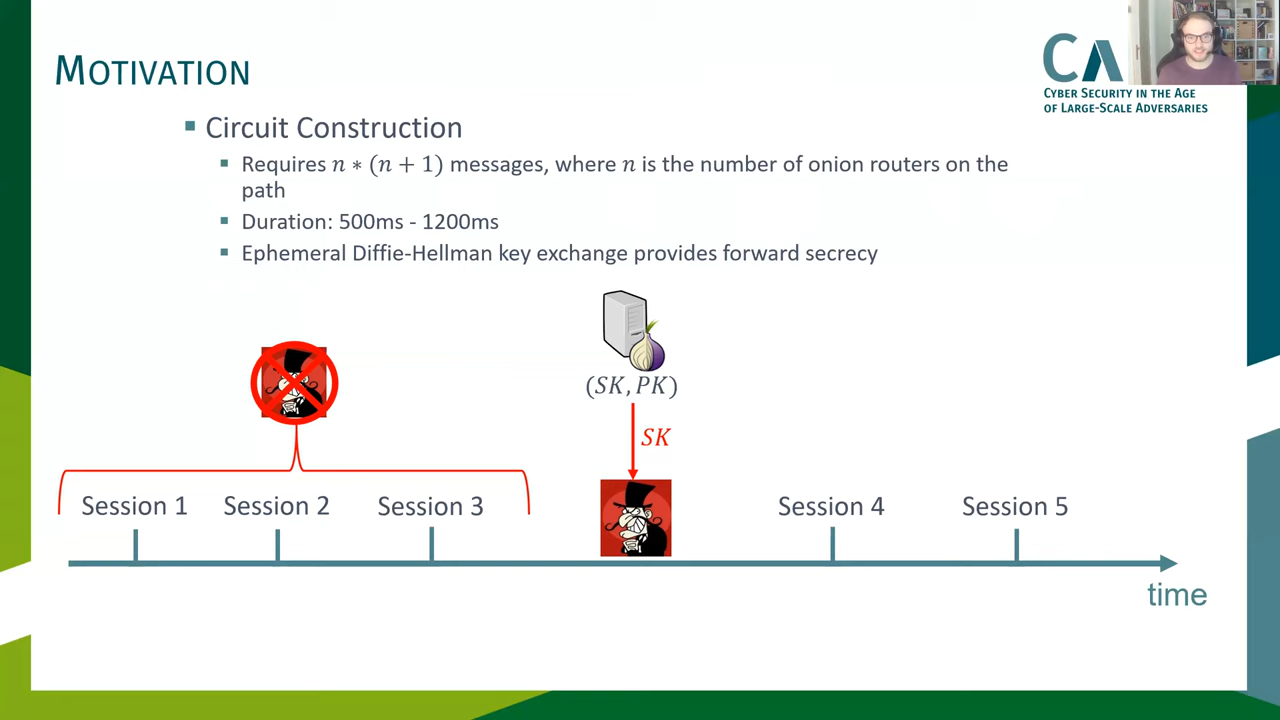 MOTIVATION
CA
CYBER SECURITY IN THE AGE
OF LARGE-SCALE ADVERSARIES
Circuit Construction
Requires n ∗ (n + 1) messages, where n is the number of onion routers on the
path
Duration: 500ms - 1200ms
Ephemeral Diffie-Hellman key exchange provides forward secrecy
(SK, PK)
SK
Session 1 Session 2 Session 3 Session 4 Session 5
time